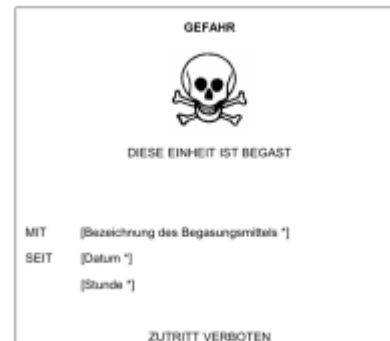 GEFAHR
DIESE EINHEIT IST BEGAST
MIT [Bezeichnung des Begasungsmittels *]
SEIT [Datum *]
[Stunde *]
ZUTRITT VERBOTEN